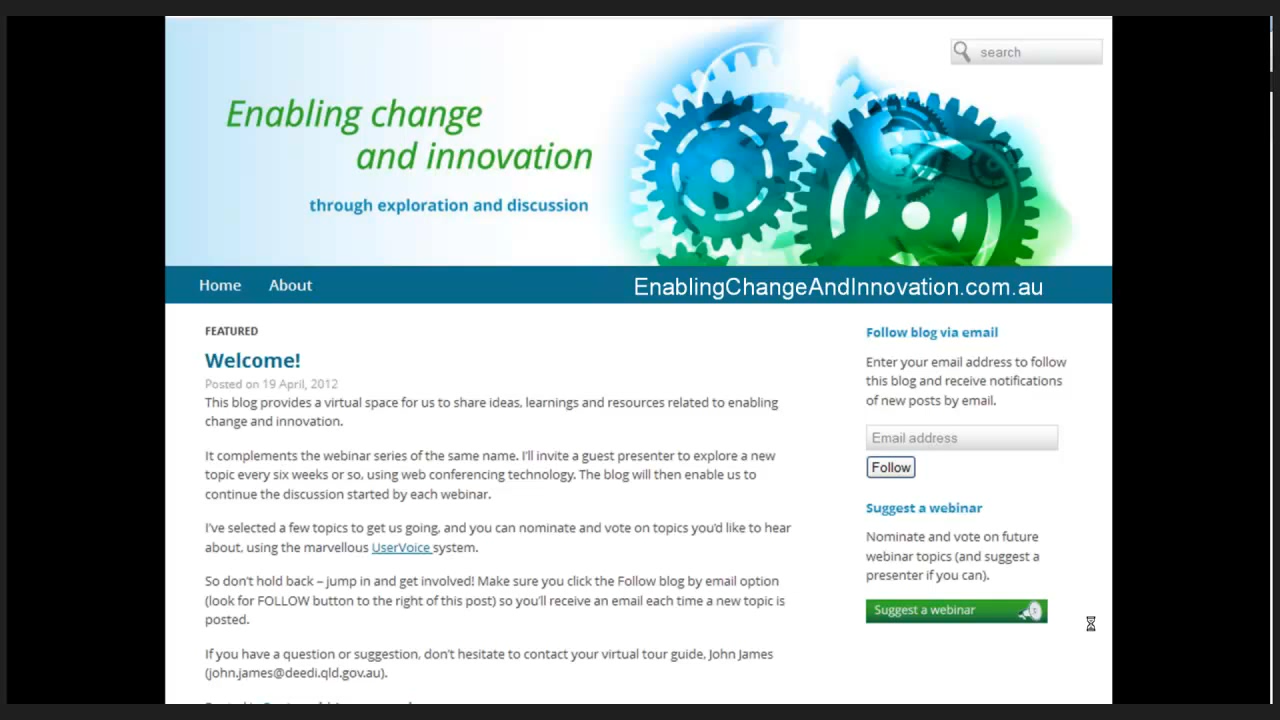 search
Enabling change
and innovation
through exploration and discussion
Home About EnablingChangeAndInnovation.com.au
FEATURED
Welcome!
Posted on 19 April, 2012
This blog provides a virtual space for us to share ideas, learnings and resources related to enabling
change and innovation.
It complements the webinar series of the same name. I'll invite a guest presenter to explore a new
topic every six weeks or so, using web conferencing technology. The blog will then enable us to
continue the discussion started by each webinar.
I've selected a few topics to get us going, and you can nominate and vote on topics you'd like to hear
about, using the marvellous UserVoice system.
So don't hold back – jump in and get involved! Make sure you click the Follow blog by email option
(look for FOLLOW button to the right of this post) so you'll receive an email each time a new topic is
posted.
If you have a question or suggestion, don't hesitate to contact your virtual tour guide, John James
(john.james@deedi.qld.gov.au).
Follow blog via email
Enter your email address to follow
this blog and receive notifications
of new posts by email.
Email address
Follow
Suggest a webinar
Nominate and vote on future
webinar topics (and suggest a
presenter if you can).
Suggest a webinar